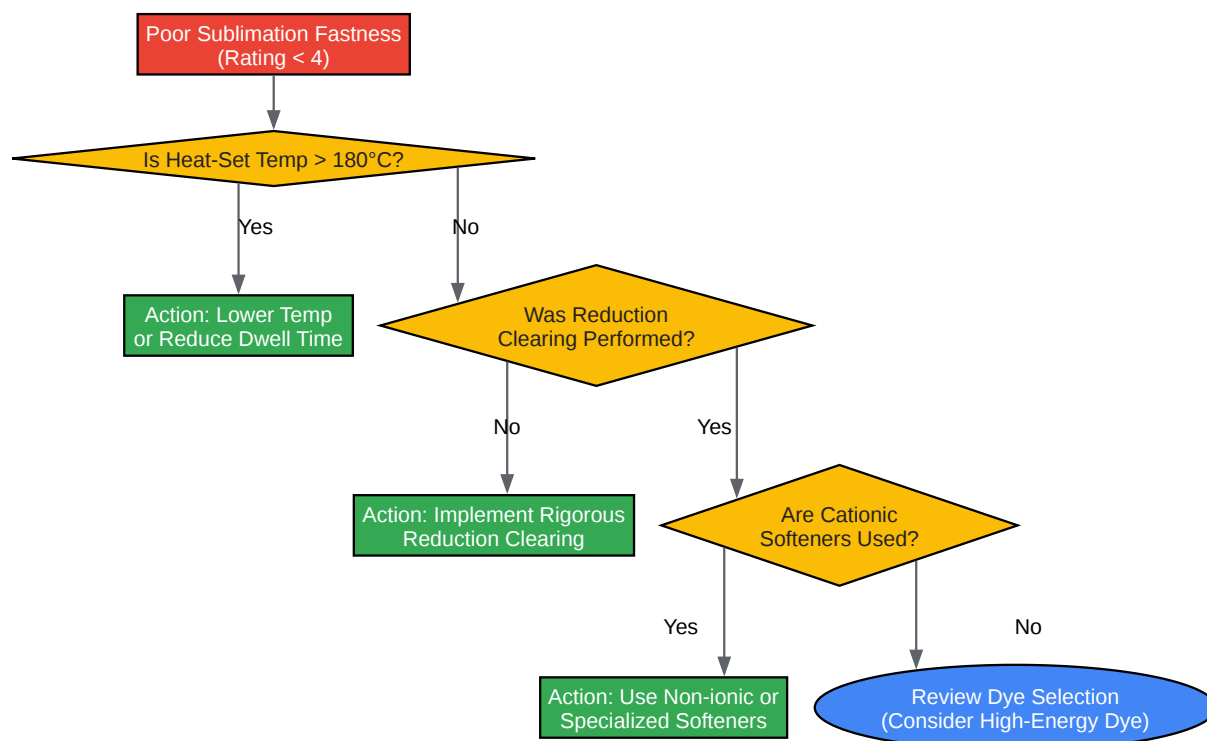 Poor Sublimation Fastness
(Rating < 4)
Is Heat-Set Temp > 180°C?
Yes
No
Action: Lower Temp
or Reduce Dwell Time
Was Reduction
Clearing Performed?
No
Yes
Action: Implement Rigorous
Reduction Clearing
Are Cationic
Softeners Used?
Yes
No
Action: Use Non-ionic or
Specialized Softeners
Review Dye Selection
(Consider High-Energy Dye)